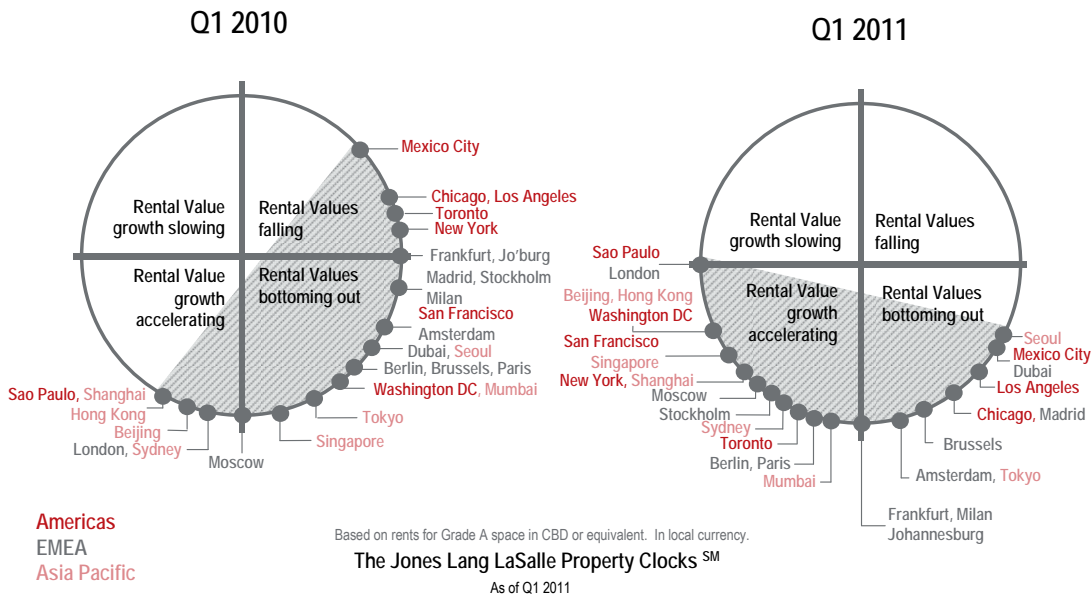 Q1 2010
Mexico City
Chicago, Los Angeles
Toronto
New York
Rental Value
growth slowing
Rental Values
falling
Rental Value
growth
accelerating
Rental Values
bottoming out
Frankfurt, Jo'burg
Madrid, Stockholm
Milan
San Francisco
Amsterdam
Dubai, Seoul
Berlin, Brussels, Paris
Washington DC, Mumbai
Tokyo
Singapore
Moscow
Sao Paulo, Shanghai
Hong Kong
Beijing
London, Sydney
Q1 2011
Rental Value
growth slowing
Rental Values
falling
Rental Value
growth
accelerating
Rental Values
bottoming out
Sao Paulo
London
Beijing, Hong Kong
Washington DC
San Francisco
Singapore
New York, Shanghai
Moscow
Stockholm
Sydney
Toronto
Berlin, Paris
Mumbai
Seoul
Mexico City
Dubai
Los Angeles
Chicago, Madrid
Brussels
Amsterdam, Tokyo
Frankfurt, Milan
Johannesburg
Americas
EMEA
Asia Pacific
Based on rents for Grade A space in CBD or equivalent. In local currency.
The Jones Lang LaSalle Property Clocks SM
As of Q1 2011